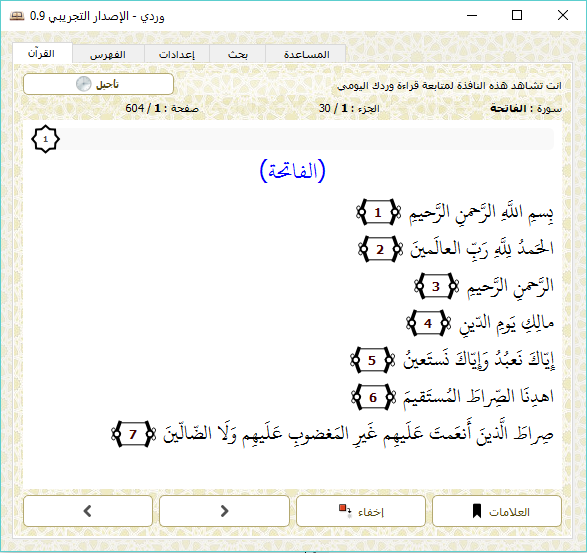 وردي - الإصدار التجريبي 0.9
القرآن الفهرس إعدادات بحث المساعدة
انت تشاهد هذه النافذة لمتابعة قراءة وردك اليومي
تأجيل
سورة : الفاتحة الجزء: 1 / 30 صفحة : 1 / 604
1
(الفاتحة)
بِسمِ اللَّهِ الرَّحمنِ الرَّحيمِ 1
الحَمدُ لِلَّهِ رَبِّ العالَمينَ 2
الرَّحمنِ الرَّحيمِ 3
مالِكِ يَومِ الدّينِ 4
إِيّاكَ نَعبُدُ وَإِيّاكَ نَستَعينُ 5
اهدِنَا الصِّراطَ المُستَقيمَ 6
صِراطَ الَّذينَ أَنعَمتَ عَلَيهِم غَيرِ المَغضوبِ عَلَيهِم وَلَا الضّالّينَ 7
العلامات إخفاء